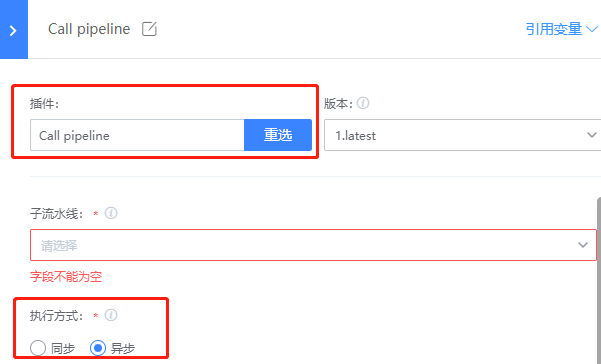 Call pipeline 引用变量
插件： 版本：
Call pipeline 重选 1.latest
子流水线： *
请选择
字段不能为空
执行方式： *
同步 异步